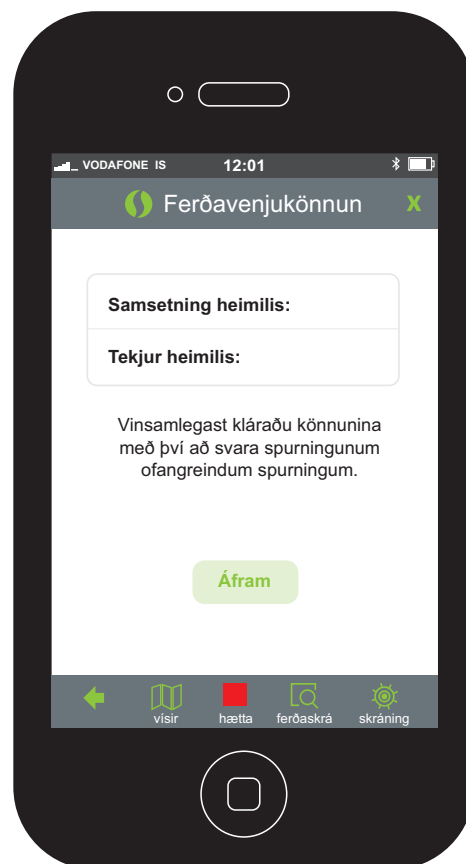 VODAFONE IS 12:01
Ferðavenjukönnun X
Samsetning heimilis:
Tekjur heimilis:
Vinsamlegast kláraðu könnunina
með því að svara spurningunum
ofangreindum spurningum.
Áfram
vísir hætta ferðaskrá skráning